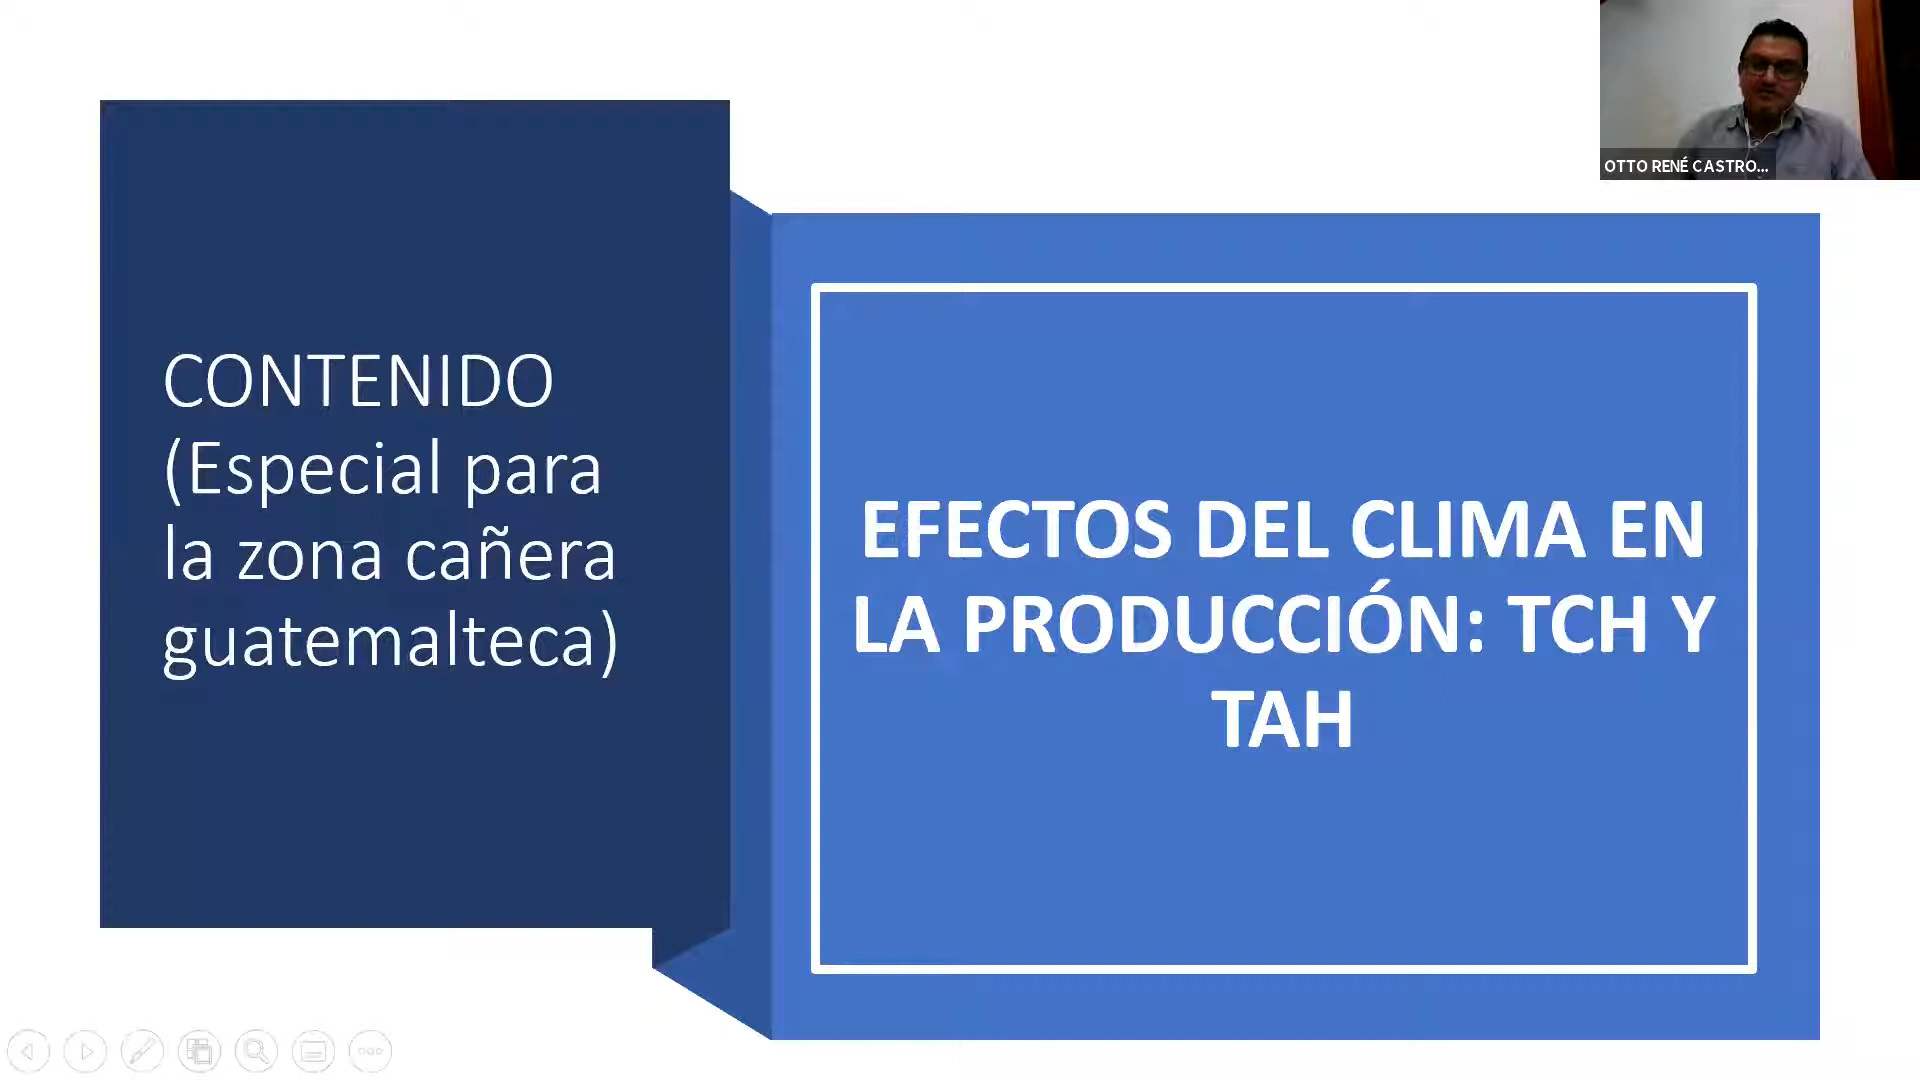 OTTO RENÉ CASTRO...
CONTENIDO
(Especial para
la zona cañera
guatemalteca)
EFECTOS DEL CLIMA EN
LA PRODUCCIÓN: TCH Y
TAH